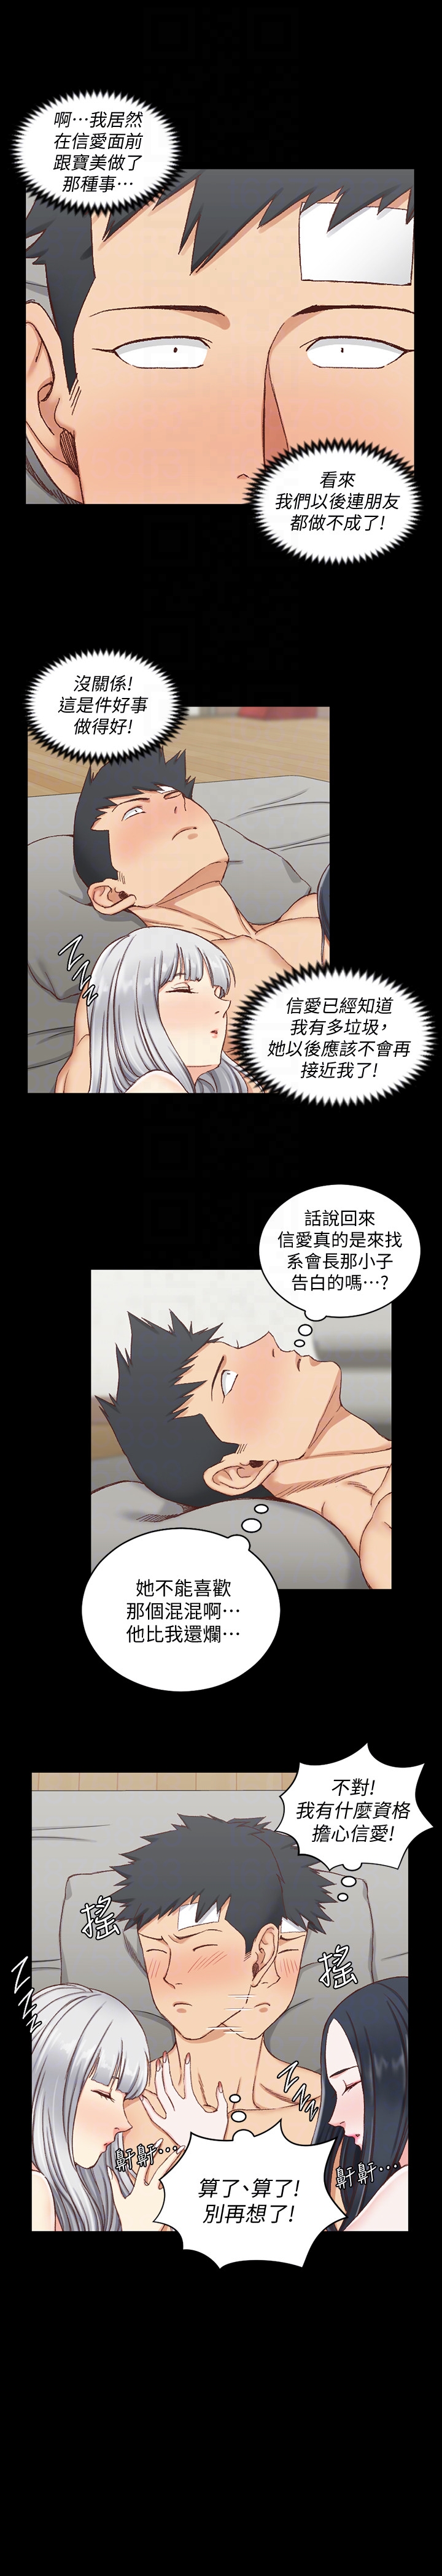 啊⋯我居然
在信愛面前
跟寶美做了
那種事⋯
看來
我們以後連朋友
都做不成了!
沒關係!
這是件好事
做得好!
信愛已經知道
我有多垃圾,
她以後應該不會再
接近我了!
話說回來
信愛真的是來找
系會長那小子
告白的嗎⋯?
她不能喜歡
那個混混啊⋯
他比我還爛⋯
不對!
我有什麼資格
擔心信愛!
搖
搖
鼾鼾⋯
鼾鼾⋯
算了、算了!
別再想了!